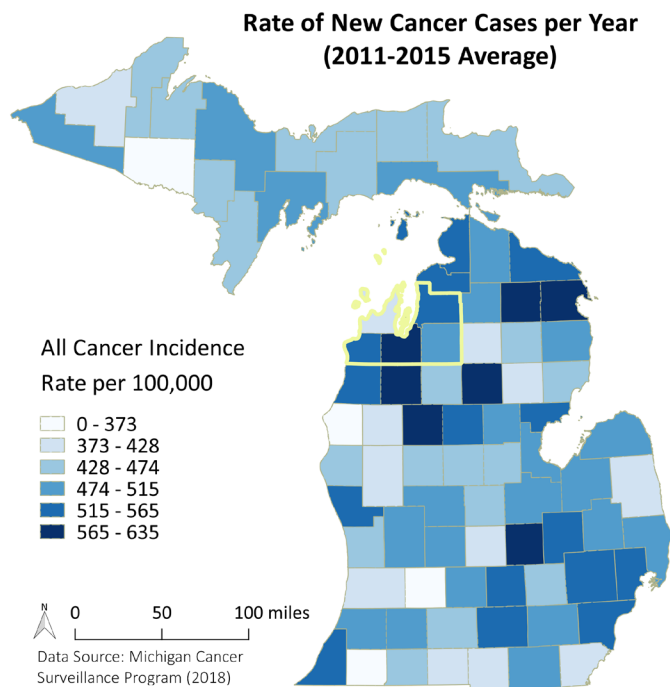 Rate of New Cancer Cases per Year
(2011-2015 Average)
All Cancer Incidence
Rate per 100,000
0 - 373
373 - 428
428 - 474
474 - 515
515 - 565
565 - 635
N
0 50 100 miles
Data Source: Michigan Cancer
Surveillance Program (2018)